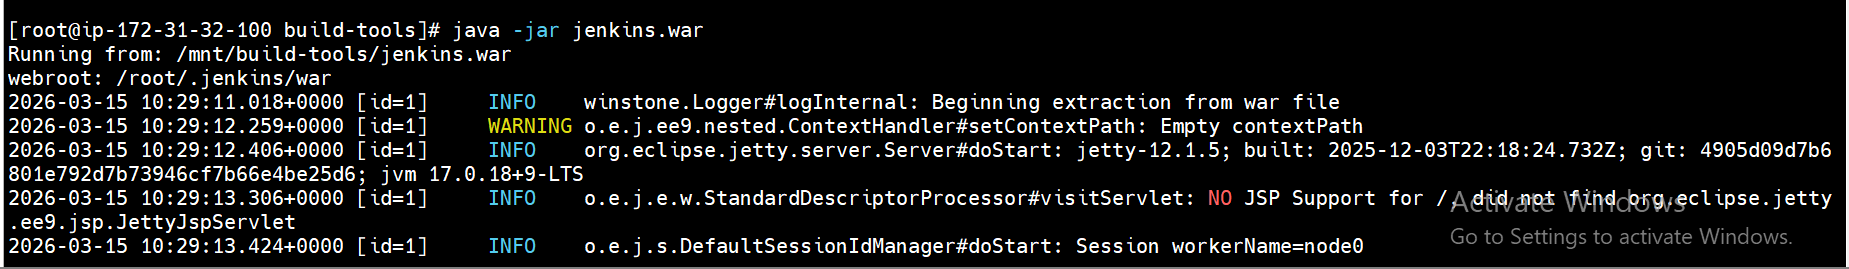 [root@ip-172-31-32-100 build-tools]# java -jar jenkins.war
Running from: /mnt/build-tools/jenkins.war
webroot: /root/.jenkins/war
2026-03-15 10:29:11.018+0000 [id=1]     INFO    winstone.Logger#logInternal: Beginning extraction from war file
2026-03-15 10:29:12.259+0000 [id=1]     WARNING o.e.j.ee9.nested.ContextHandler#setContextPath: Empty contextPath
2026-03-15 10:29:12.406+0000 [id=1]     INFO    org.eclipse.jetty.server.Server#doStart: jetty-12.1.5; built: 2025-12-03T22:18:24.732Z; git: 4905d09d7b6
801e792d7b73946cf7b66e4be25d6; jvm 17.0.18+9-LTS
2026-03-15 10:29:13.306+0000 [id=1]     INFO    o.e.j.e.w.StandardDescriptorProcessor#visitServlet: NO JSP Support for /, did not find org.eclipse.jetty
.ee9.jsp.JettyJspServlet
2026-03-15 10:29:13.424+0000 [id=1]     INFO    o.e.j.s.DefaultSessionIdManager#doStart: Session workerName=node0
Activate Windows
Go to Settings to activate Windows.